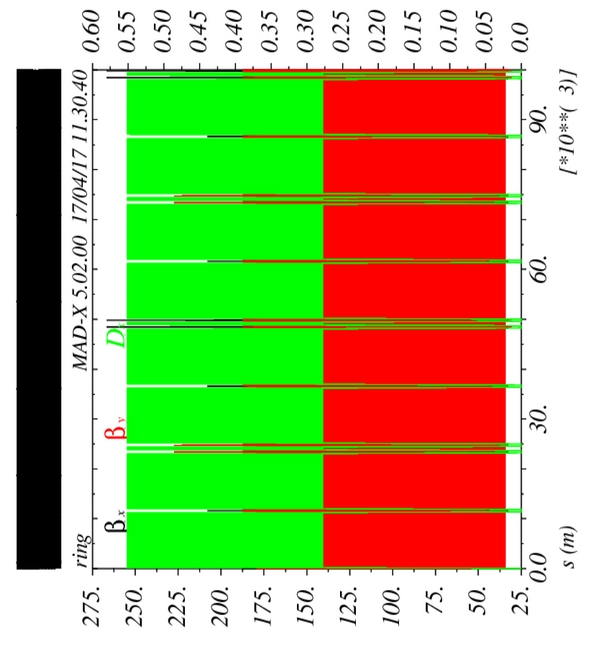 ring MAD-X 5.02.00 17/04/17 11.30.40
βx βy D
275. 250. 225. 200. 175. 150. 125. 100. 75. 50. 25.
0.60 0.55 0.50 0.45 0.40 0.35 0.30 0.25 0.20 0.15 0.10 0.05 0.0
0.0 30. 60. 90.
s (m) [*10**( 3)]